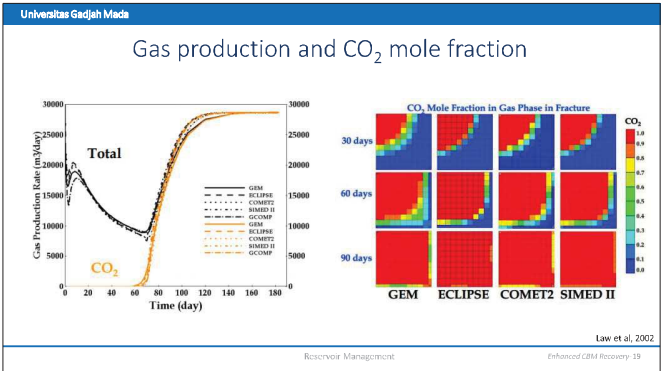 Universitas Gadjah Mada
Gas production and CO₂ mole fraction
Gas Production Rate (m3/day)
30000
25000
20000
15000
10000
5000
0
Total
CO₂
GEM
ECLIPSE
COMET2
SIMED II
GCOMP
GEM
ECLIPSE
COMET2
SIMED II
GCOMP
30000
25000
20000
15000
10000
5000
0
0 20 40 60 80 100 120 140 160 180
Time (day)
CO₂ Mole Fraction in Gas Phase in Fracture
30 days
60 days
90 days
GEM ECLIPSE COMET2 SIMED II
CO₂
1.0
0.9
0.8
0.7
0.6
0.5
0.4
0.3
0.2
0.1
0.0
Law et al, 2002
Reservoir Management
Enhanced CBM Recovery- 19